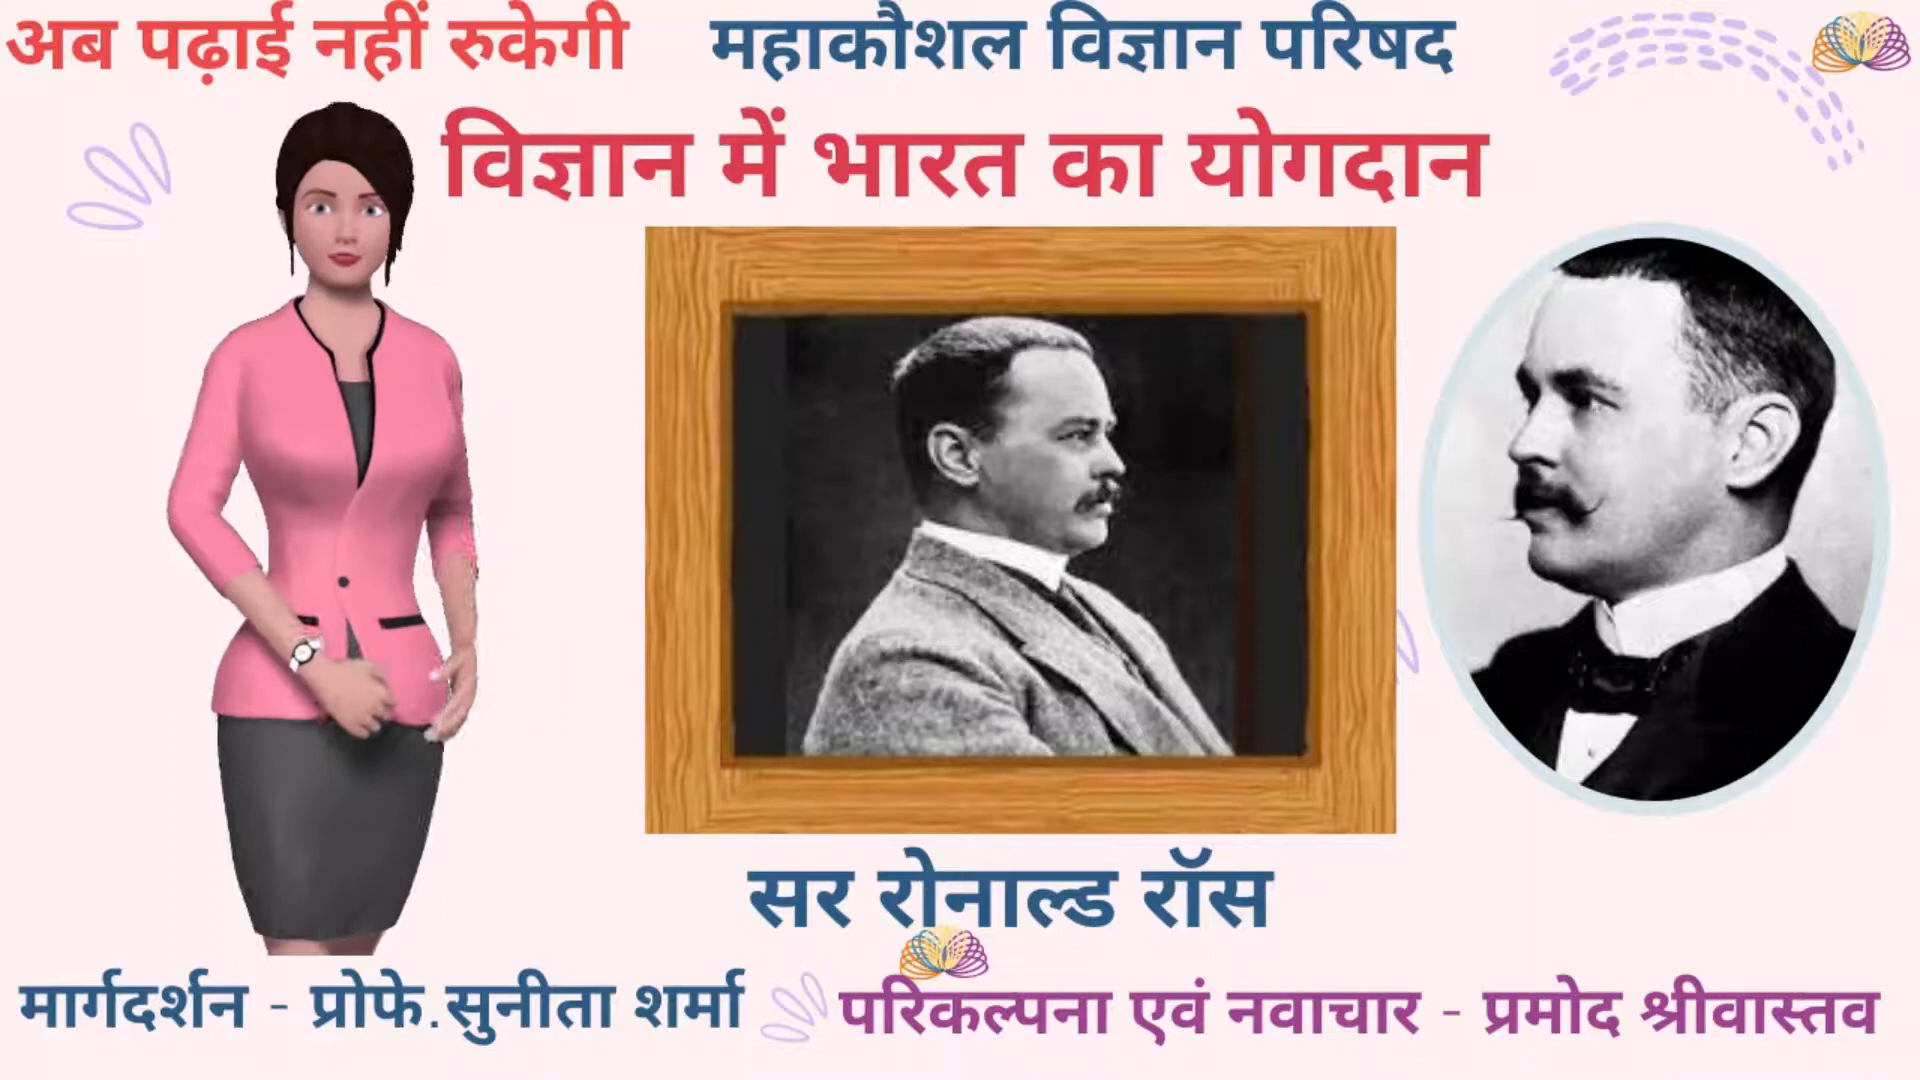 अब पढ़ाई नहीं रुकेगी महाकौशल विज्ञान परिषद
विज्ञान में भारत का योगदान
सर रोनाल्ड रॉस
मार्गदर्शन - प्रोफे.सुनीता शर्मा परिकल्पना एवं नवाचार - प्रमोद श्रीवास्तव